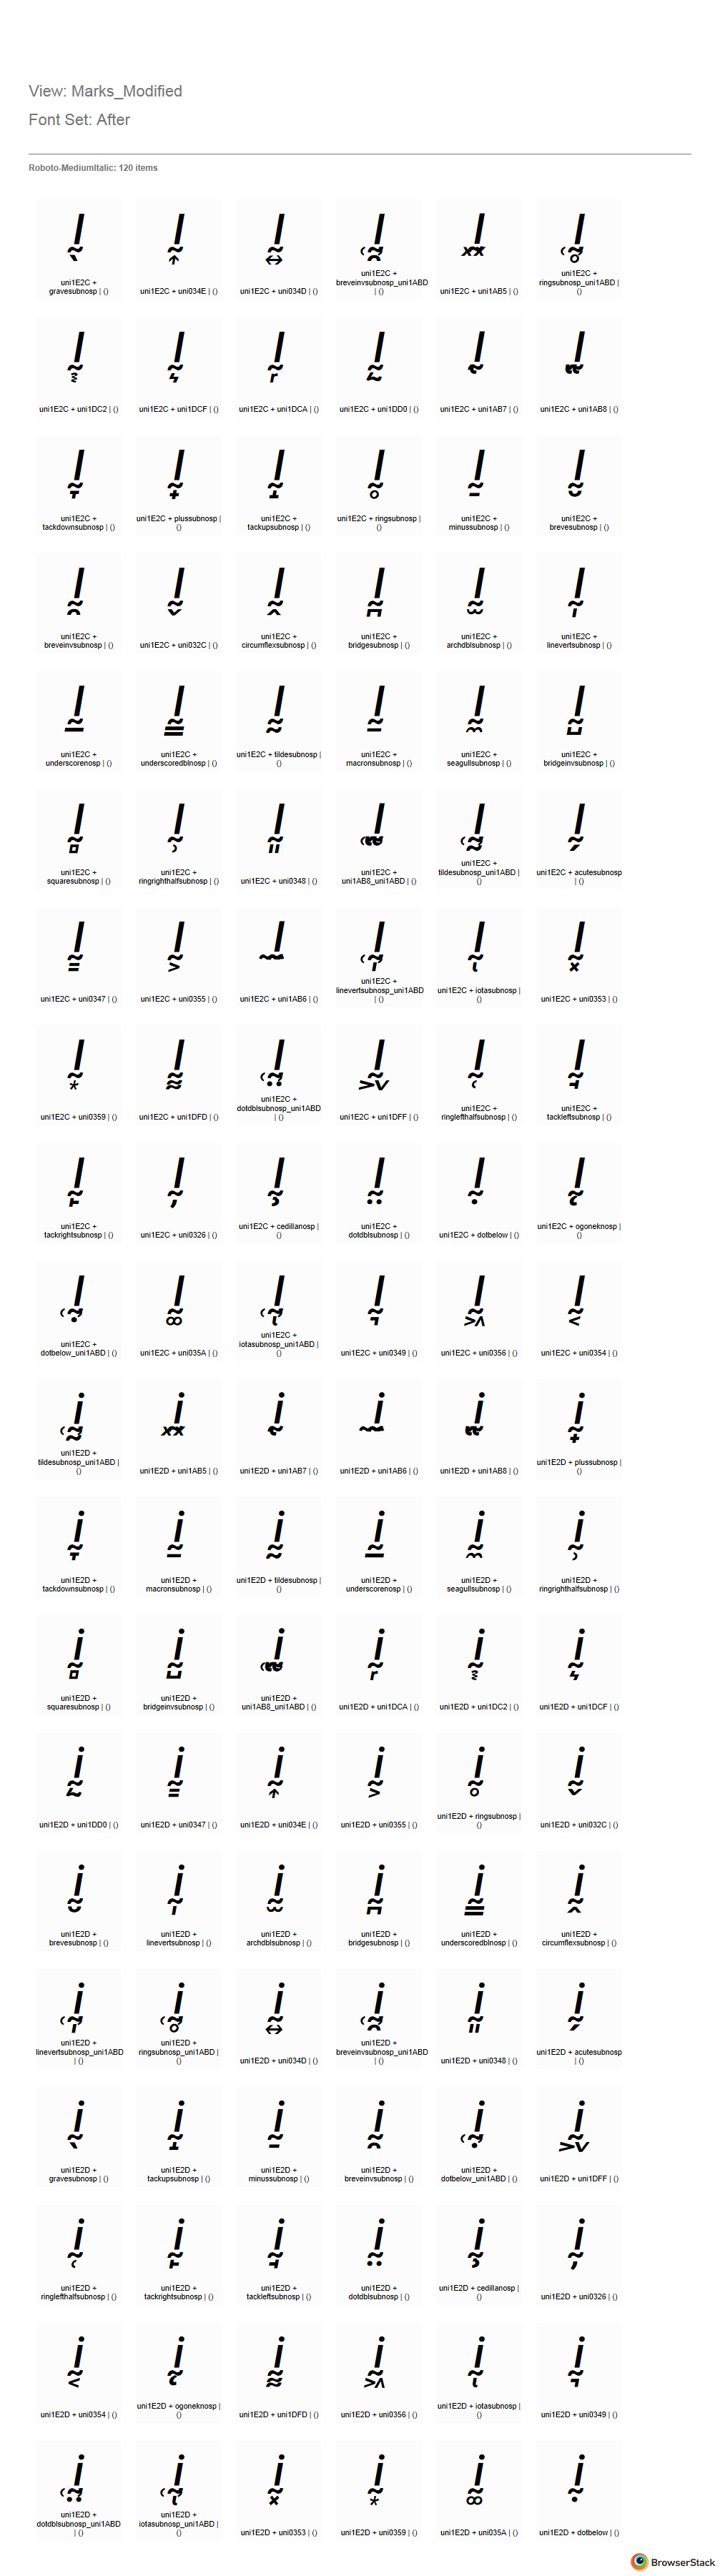 View: Marks_Modified
Font Set: After
Roboto-MediumItalic: 120 items
uni1E2C +
gravesubnosp | ()
uni1E2C + uni034E | ()
uni1E2C + uni034D | ()
uni1E2C +
breveinvsubnosp_uni1ABD
| ()
uni1E2C + uni1AB5 | ()
uni1E2C +
ringsubnosp_uni1ABD |
()
uni1E2C + uni1DC2 | ()
uni1E2C + uni1DCF | ()
uni1E2C + uni1DCA | ()
uni1E2C + uni1DD0 | ()
uni1E2C + uni1AB7 | ()
uni1E2C + uni1AB8 | ()
uni1E2C +
tackdownsubnosp | ()
uni1E2C + plussubnosp |
()
uni1E2C +
tackupsubnosp | ()
uni1E2C + ringsubnosp |
()
uni1E2C +
minussubnosp | ()
uni1E2C +
brevesubnosp | ()
uni1E2C +
breveinvsubnosp | ()
uni1E2C + uni032C | ()
uni1E2C +
circumflexsubnosp | ()
uni1E2C +
bridgesubnosp | ()
uni1E2C +
archdblsubnosp | ()
uni1E2C +
linevertsubnosp | ()
uni1E2C +
underscorenosp | ()
uni1E2C +
underscoredblnosp | ()
uni1E2C + tildesubnosp |
()
uni1E2C +
macronsubnosp | ()
uni1E2C +
seagullsubnosp | ()
uni1E2C +
bridgeinvsubnosp | ()
uni1E2C +
squaresubnosp | ()
uni1E2C +
ringrighthalfsubnosp | ()
uni1E2C + uni0348 | ()
uni1E2C +
uni1AB8_uni1ABD | ()
uni1E2C +
tildesubnosp_uni1ABD |
()
uni1E2C + acutesubnosp
| ()
uni1E2C + uni0347 | ()
uni1E2C + uni0355 | ()
uni1E2C + uni1AB6 | ()
uni1E2C +
linevertsubnosp_uni1ABD
| ()
uni1E2C + iotasubnosp |
()
uni1E2C + uni0353 | ()
uni1E2C + uni0359 | ()
uni1E2C + uni1DFD | ()
uni1E2C +
dotdblsubnosp_uni1ABD
| ()
uni1E2C + uni1DFF | ()
uni1E2C +
ringlefthalfsubnosp | ()
uni1E2C +
tackleftsubnosp | ()
uni1E2C +
tackrightsubnosp | ()
uni1E2C + uni0326 | ()
uni1E2C + cedillanosp |
()
uni1E2C +
dotdblsubnosp | ()
uni1E2C + dotbelow | ()
uni1E2C + ogoneknosp |
()
uni1E2C +
dotbelow_uni1ABD | ()
uni1E2C + uni035A | ()
uni1E2C +
iotasubnosp_uni1ABD |
()
uni1E2C + uni0349 | ()
uni1E2C + uni0356 | ()
uni1E2C + uni0354 | ()
uni1E2D +
tildesubnosp_uni1ABD |
()
uni1E2D + uni1AB5 | ()
uni1E2D + uni1AB7 | ()
uni1E2D + uni1AB6 | ()
uni1E2D + uni1AB8 | ()
uni1E2D + plussubnosp |
()
uni1E2D +
tackdownsubnosp | ()
uni1E2D +
macronsubnosp | ()
uni1E2D + tildesubnosp |
()
uni1E2D +
underscorenosp | ()
uni1E2D +
seagullsubnosp | ()
uni1E2D +
ringrighthalfsubnosp | ()
uni1E2D +
squaresubnosp | ()
uni1E2D +
bridgeinvsubnosp | ()
uni1E2D +
uni1AB8_uni1ABD | ()
uni1E2D + uni1DCA | ()
uni1E2D + uni1DC2 | ()
uni1E2D + uni1DCF | ()
uni1E2D + uni1DD0 | ()
uni1E2D + uni0347 | ()
uni1E2D + uni034E | ()
uni1E2D + uni0355 | ()
uni1E2D + ringsubnosp |
()
uni1E2D + uni032C | ()
uni1E2D +
brevesubnosp | ()
uni1E2D +
linevertsubnosp | ()
uni1E2D +
archdblsubnosp | ()
uni1E2D +
bridgesubnosp | ()
uni1E2D +
underscoredblnosp | ()
uni1E2D +
circumflexsubnosp | ()
uni1E2D +
linevertsubnosp_uni1ABD
| ()
uni1E2D +
ringsubnosp_uni1ABD |
()
uni1E2D + uni034D | ()
uni1E2D +
breveinvsubnosp_uni1ABD
| ()
uni1E2D + uni0348 | ()
uni1E2D + acutesubnosp
| ()
uni1E2D +
gravesubnosp | ()
uni1E2D +
tackupsubnosp | ()
uni1E2D +
minussubnosp | ()
uni1E2D +
breveinvsubnosp | ()
uni1E2D +
dotbelow_uni1ABD | ()
uni1E2D + uni1DFF | ()
uni1E2D +
ringlefthalfsubnosp | ()
uni1E2D +
tackrightsubnosp | ()
uni1E2D +
tackleftsubnosp | ()
uni1E2D +
dotdblsubnosp | ()
uni1E2D + cedillanosp |
()
uni1E2D + uni0326 | ()
uni1E2D + uni0354 | ()
uni1E2D + ogoneknosp |
()
uni1E2D + uni1DFD | ()
uni1E2D + uni0356 | ()
uni1E2D + iotasubnosp |
()
uni1E2D + uni0349 | ()
uni1E2D +
dotdblsubnosp_uni1ABD
| ()
uni1E2D +
iotasubnosp_uni1ABD |
()
uni1E2D + uni0353 | ()
uni1E2D + uni0359 | ()
uni1E2D + uni035A | ()
uni1E2D + dotbelow | ()
BrowserStack